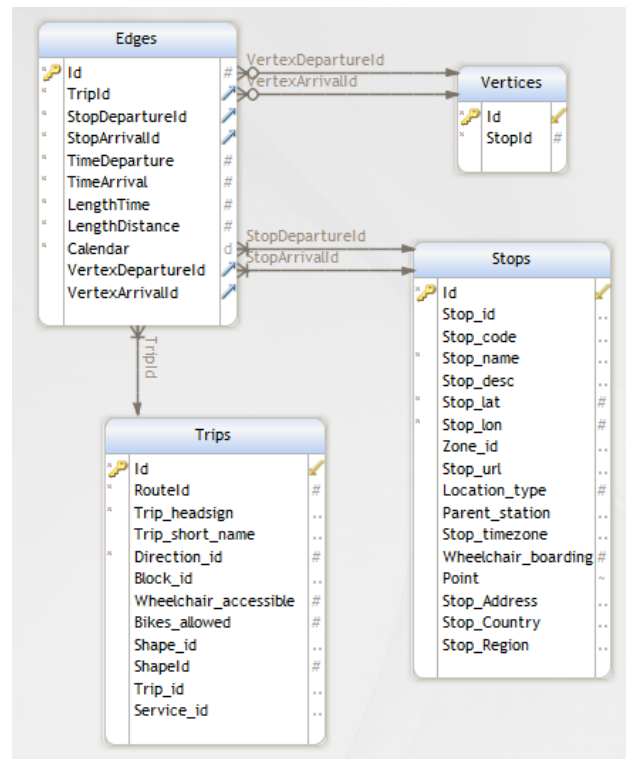 Edges
Id #
TripId
StopDepartureId
StopArrivalId
TimeDeparture #
TimeArrival #
LengthTime #
LengthDistance #
Calendar d
VertexDepartureId
VertexArrivalId
VertexDepartureId
VertexArrivalId
Vertices
Id
StopId #
StopDepartureId
StopArrivalId
Stops
Id
Stop_id ..
Stop_code ..
Stop_name ..
Stop_desc ..
Stop_lat #
Stop_lon #
Zone_id ..
Stop_url ..
Location_type #
Parent_station ..
Stop_timezone ..
Wheelchair_boarding #
Point ~
Stop_Address ..
Stop_Country ..
Stop_Region ..
TripId
Trips
Id
RouteId #
Trip_headsign ..
Trip_short_name ..
Direction_id #
Block_id ..
Wheelchair_accessible #
Bikes_allowed #
Shape_id ..
ShapeId #
Trip_id ..
Service_id ..